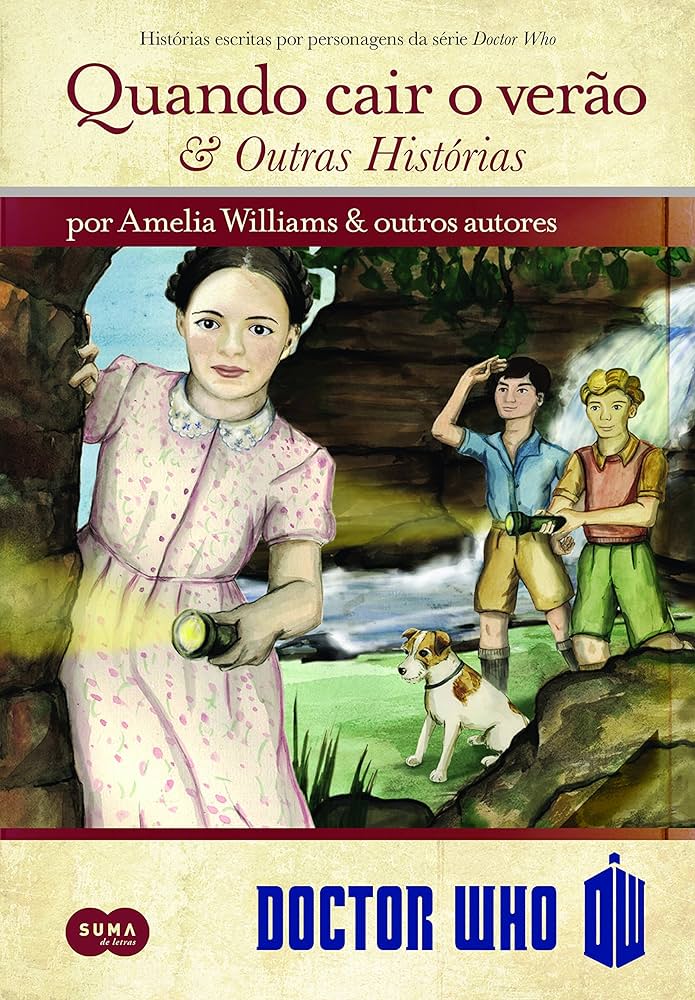 Histórias escritas por personagens da série Doctor Who
Quando cair o verão
& Outras Histórias
por Amelia Williams & outros autores
SUMA
de letras
DOCTOR WHO
DW